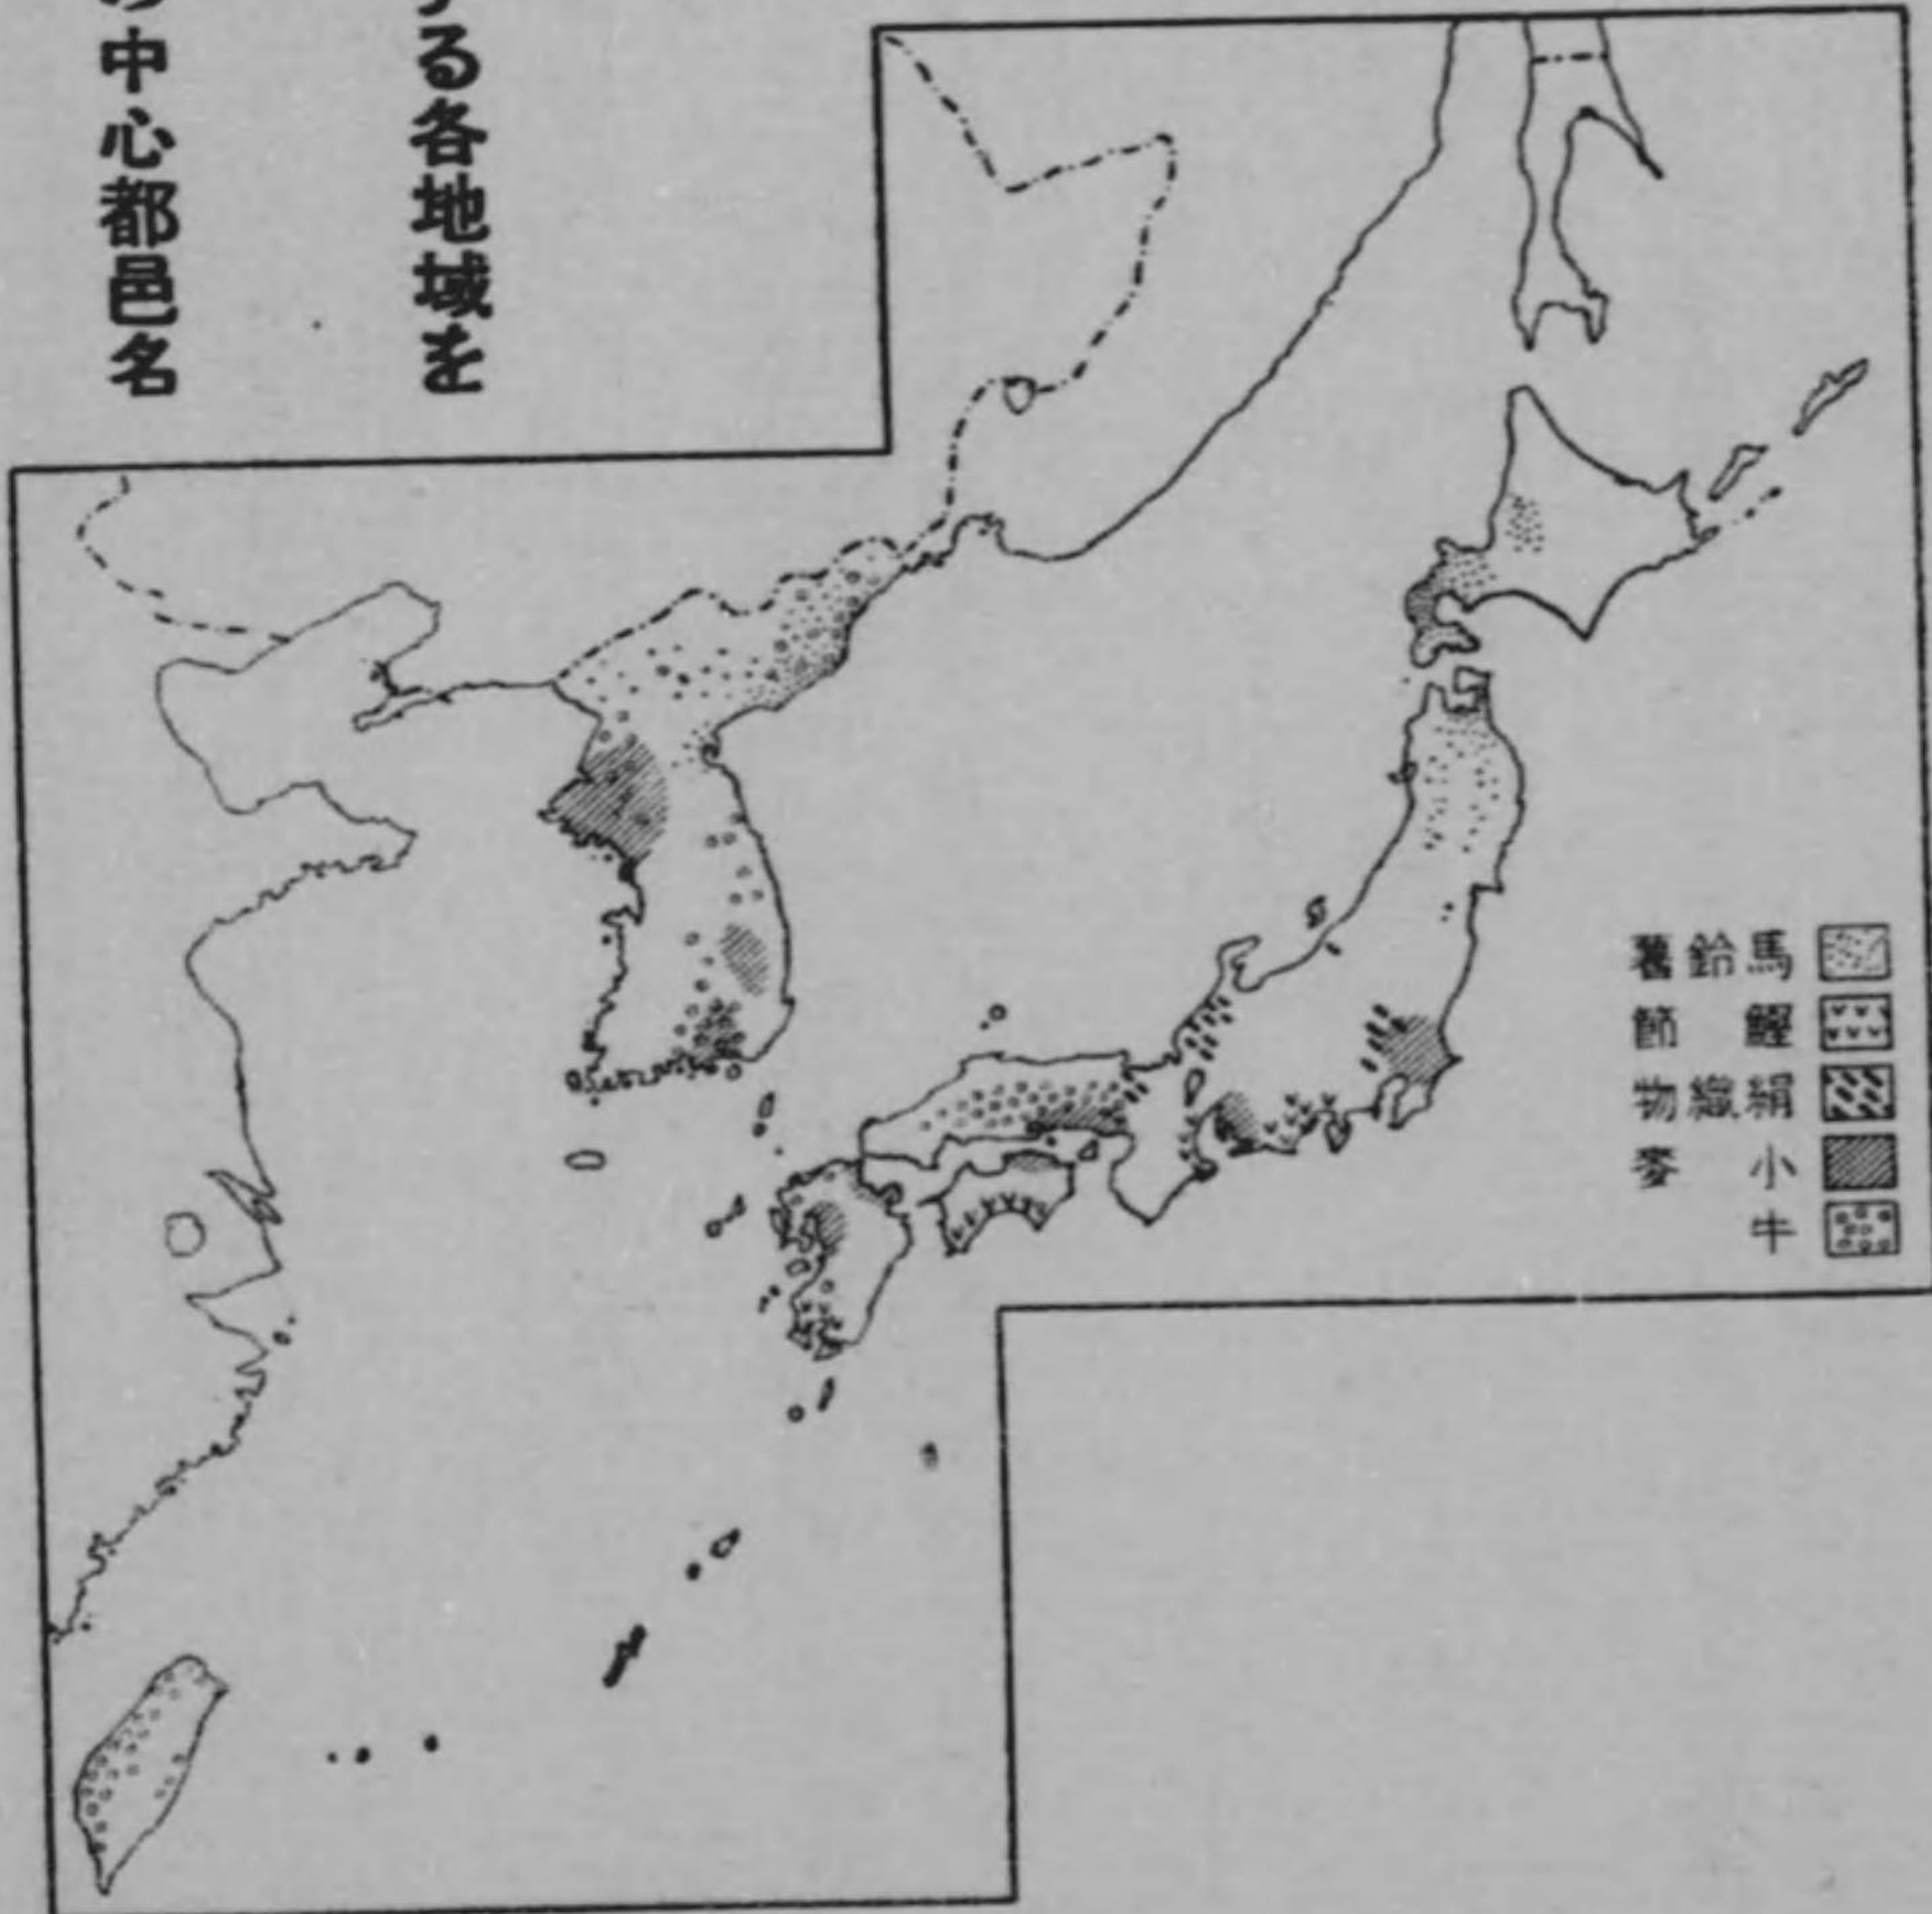 る各地域を
中心都邑名
馬鈴薯
鰹節
絹織物
小麥
牛